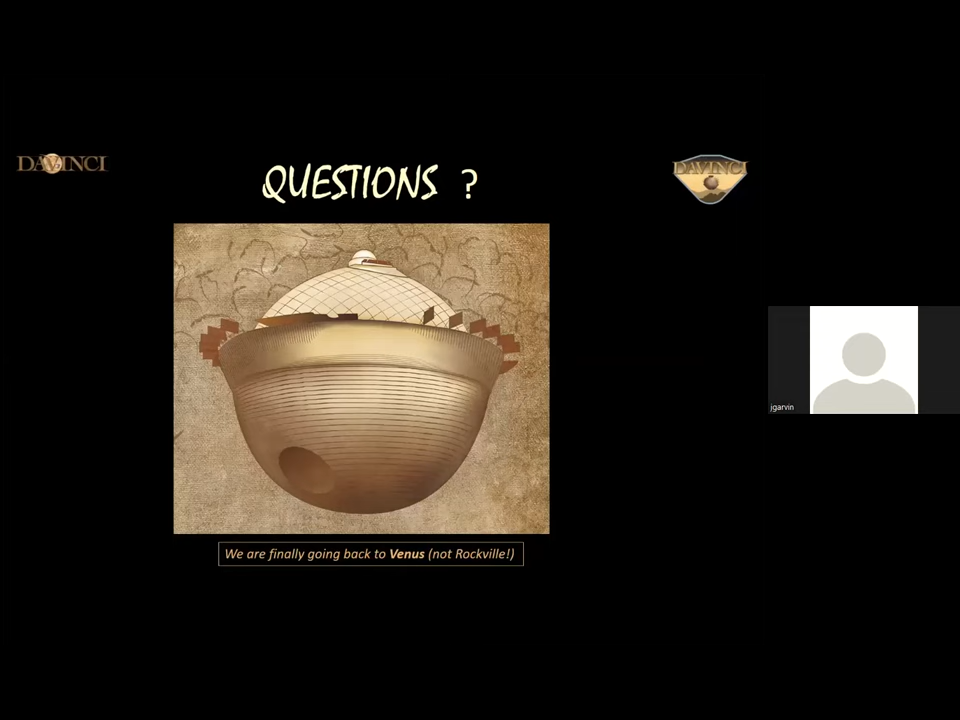 DAVINCI
QUESTIONS ?
DAVINCI
We are finally going back to Venus (not Rockville!)
jgarvin